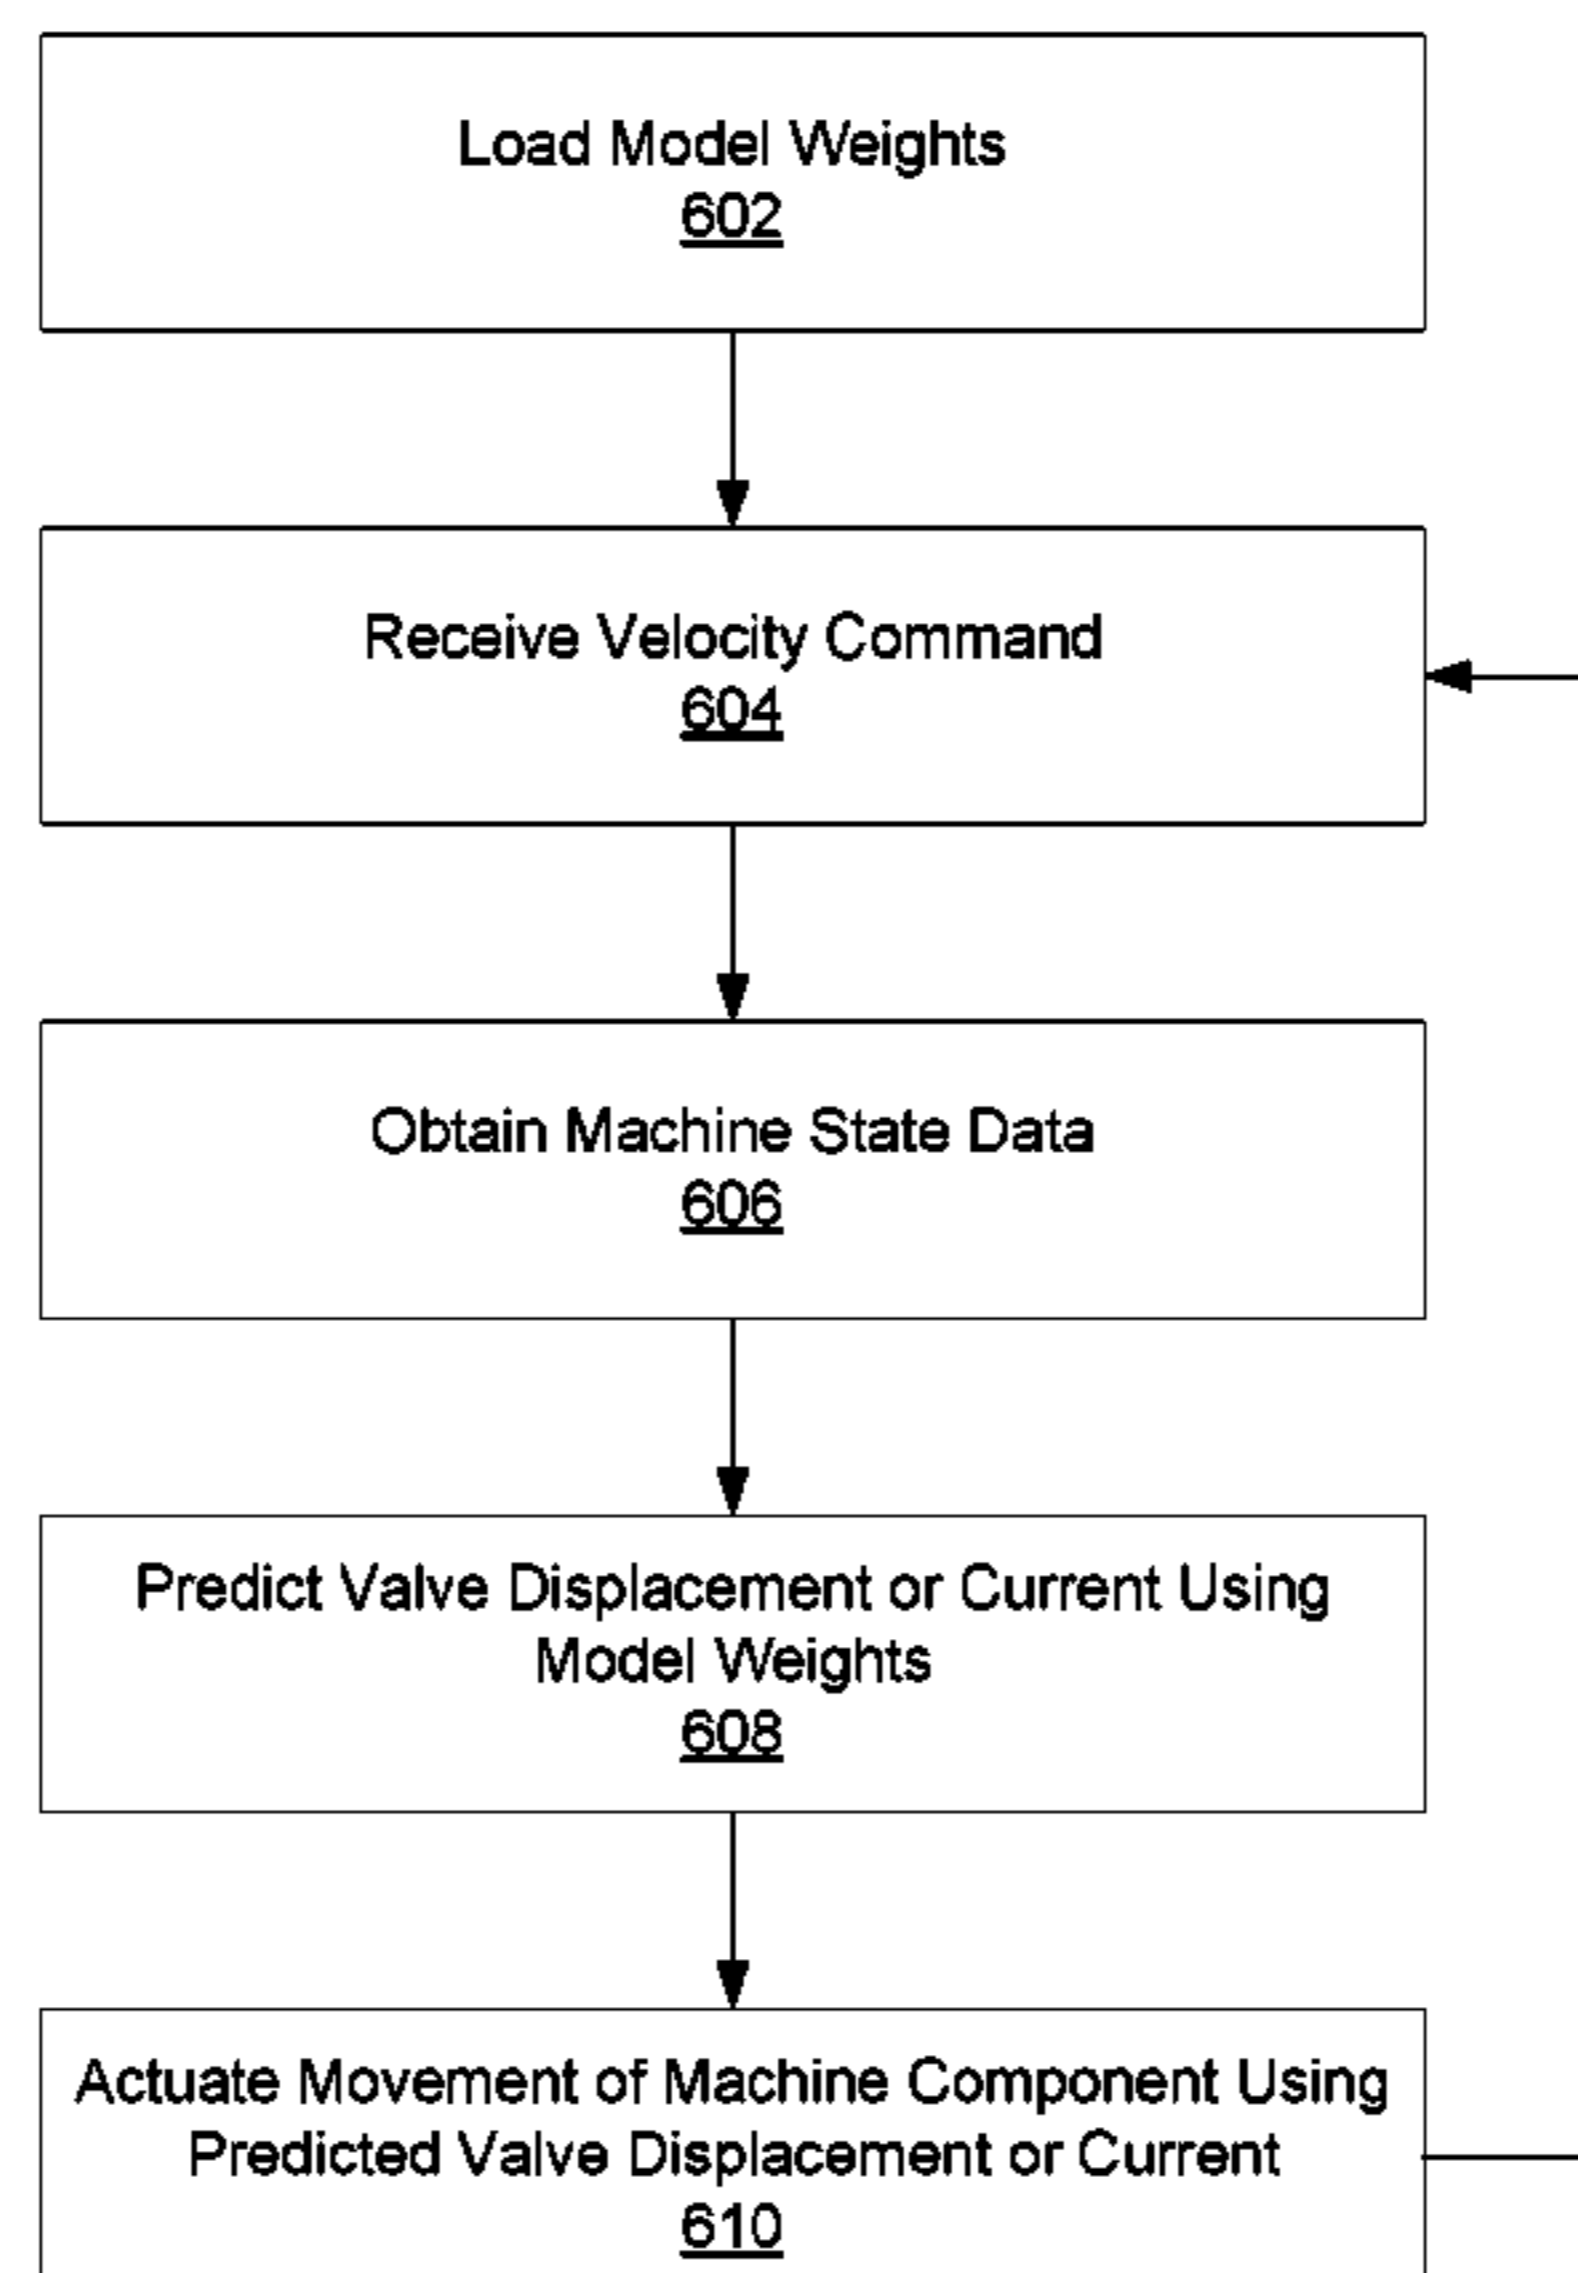 Load Model Weights
602
Receive Velocity Command
604
Obtain Machine State Data
606
Predict Valve Displacement or Current Using
Model Weights
608
Actuate Movement of Machine Component Using
Predicted Valve Displacement or Current
610